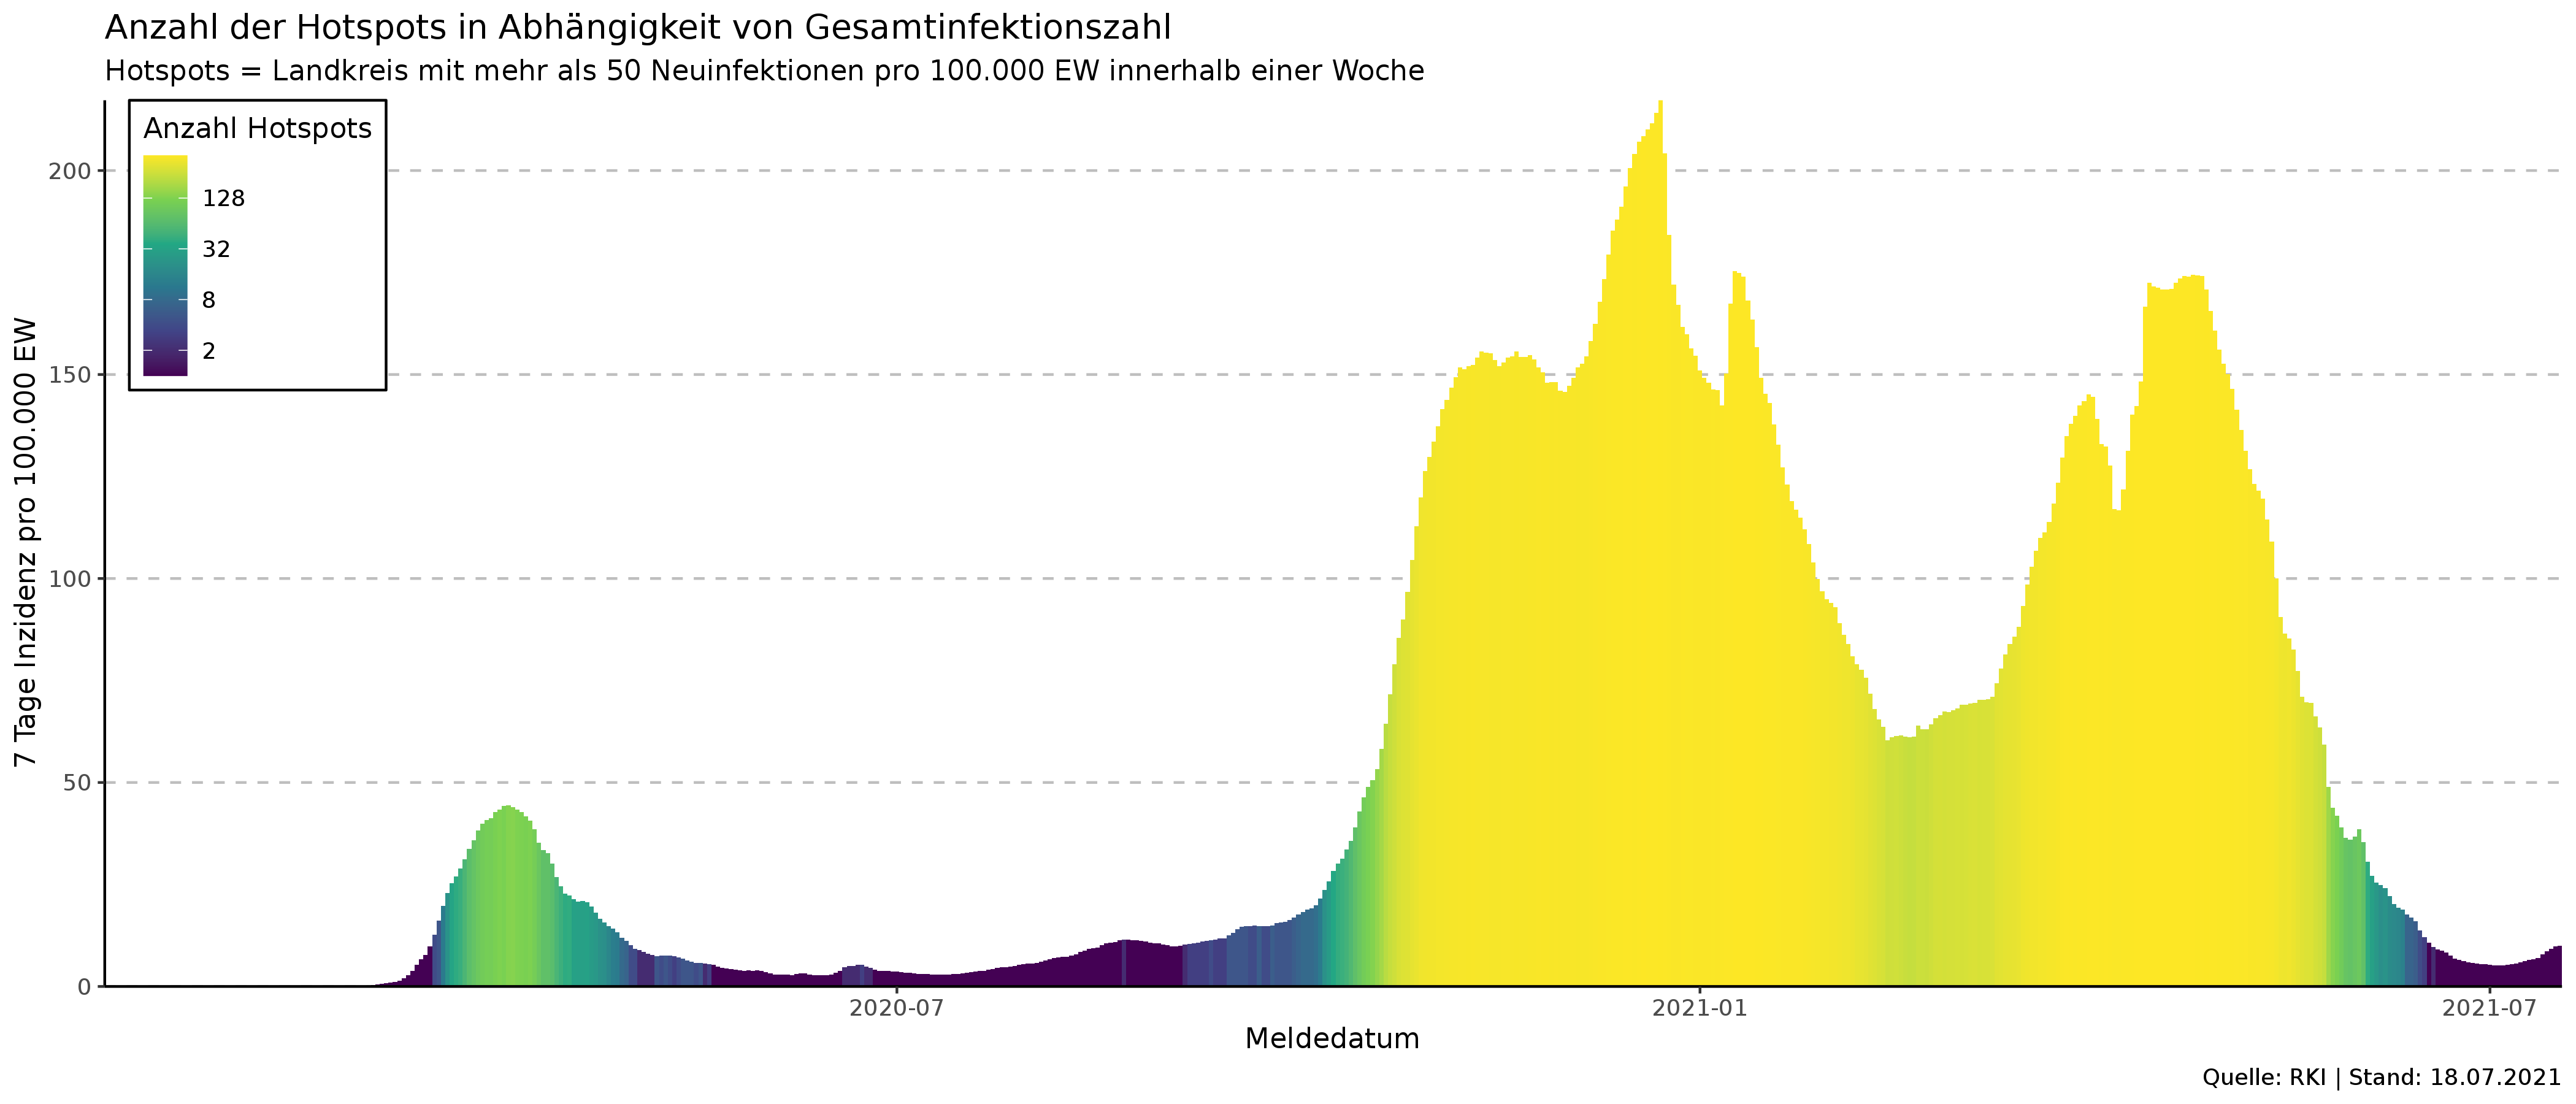 Anzahl der Hotspots in Abhängigkeit von Gesamtinfektionszahl
Hotspots = Landkreis mit mehr als 50 Neuinfektionen pro 100.000 EW innerhalb einer Woche
Anzahl Hotspots
128
32
8
2
7 Tage Inzidenz pro 100.000 EW
200
150
100
50
0
2020-07
2021-01
2021-07
Meldedatum
Quelle: RKI | Stand: 18.07.2021